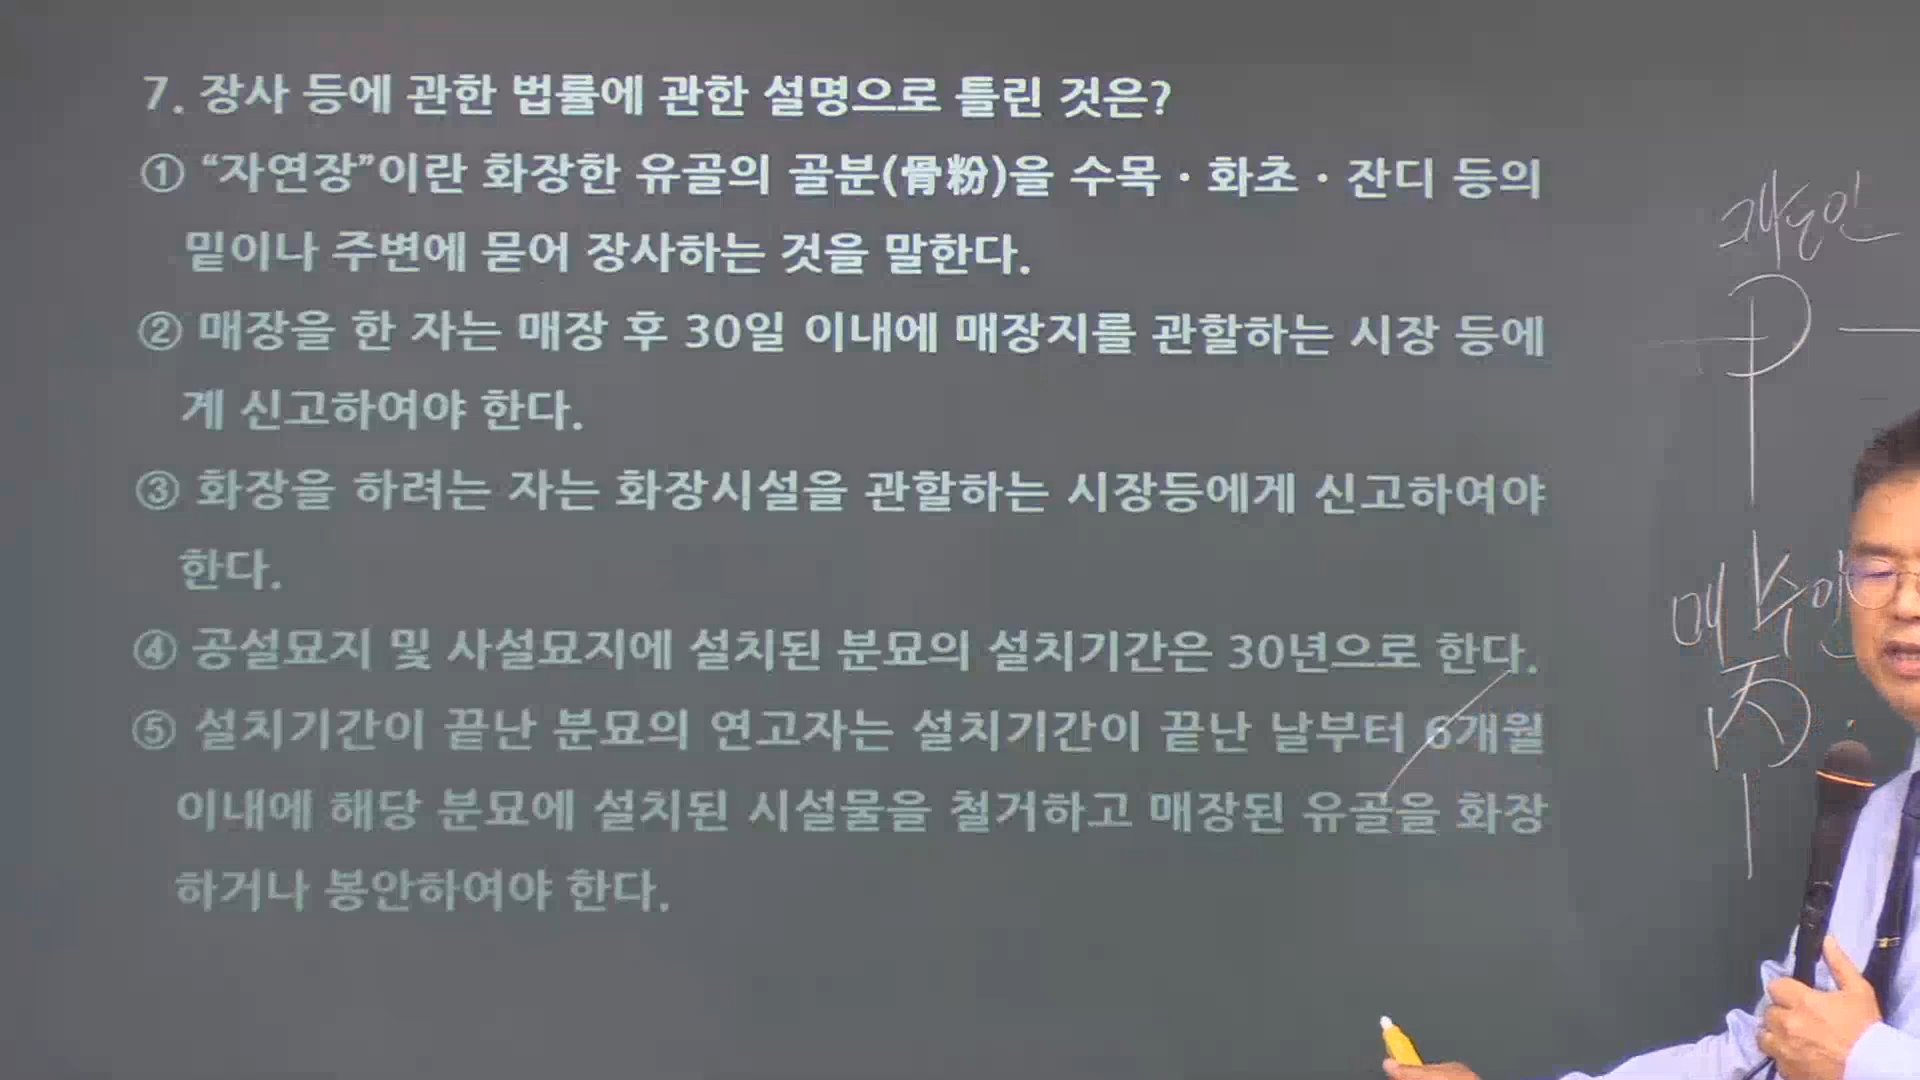 7. 장사 등에 관한 법률에 관한 설명으로 틀린 것은?
① “자연장”이란 화장한 유골의 골분(骨粉)을 수목・화초・잔디 등의
밑이나 주변에 묻어 장사하는 것을 말한다.
② 매장을 한 자는 매장 후 30일 이내에 매장지를 관할하는 시장 등에
게 신고하여야 한다.
③ 화장을 하려는 자는 화장시설을 관할하는 시장등에게 신고하여야
한다.
④ 공설묘지 및 사설묘지에 설치된 분묘의 설치기간은 30년으로 한다.
⑤ 설치기간이 끝난 분묘의 연고자는 설치기간이 끝난 날부터 6개월
이내에 해당 분묘에 설치된 시설물을 철거하고 매장된 유골을 화장
하거나 봉안하여야 한다.
매수인